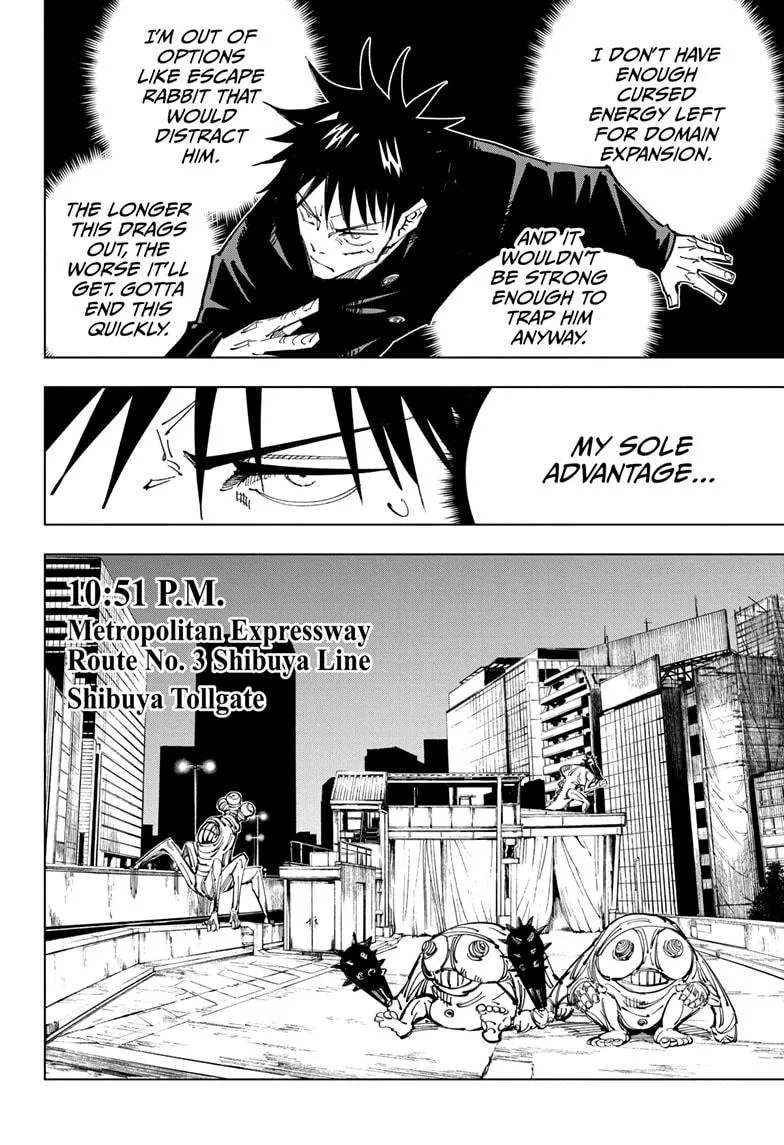 I'M OUT OF
OPTIONS
LIKE ESCAPE
RABBIT THAT
WOULD
DISTRACT
HIM.
I DON'T HAVE
ENOUGH
CURSED
ENERGY LEFT
FOR DOMAIN
EXPANSION.
THE LONGER
THIS DRAGS
OUT, THE
WORSE IT'LL
GET. GOTTA
END THIS
QUICKLY.
AND IT
WOULDN'T
BE STRONG
ENOUGH TO
TRAP HIM
ANYWAY.
MY SOLE
ADVANTAGE...
10:51 P.M.
Metropolitan Expressway
Route No. 3 Shibuya Line
Shibuya Tollgate